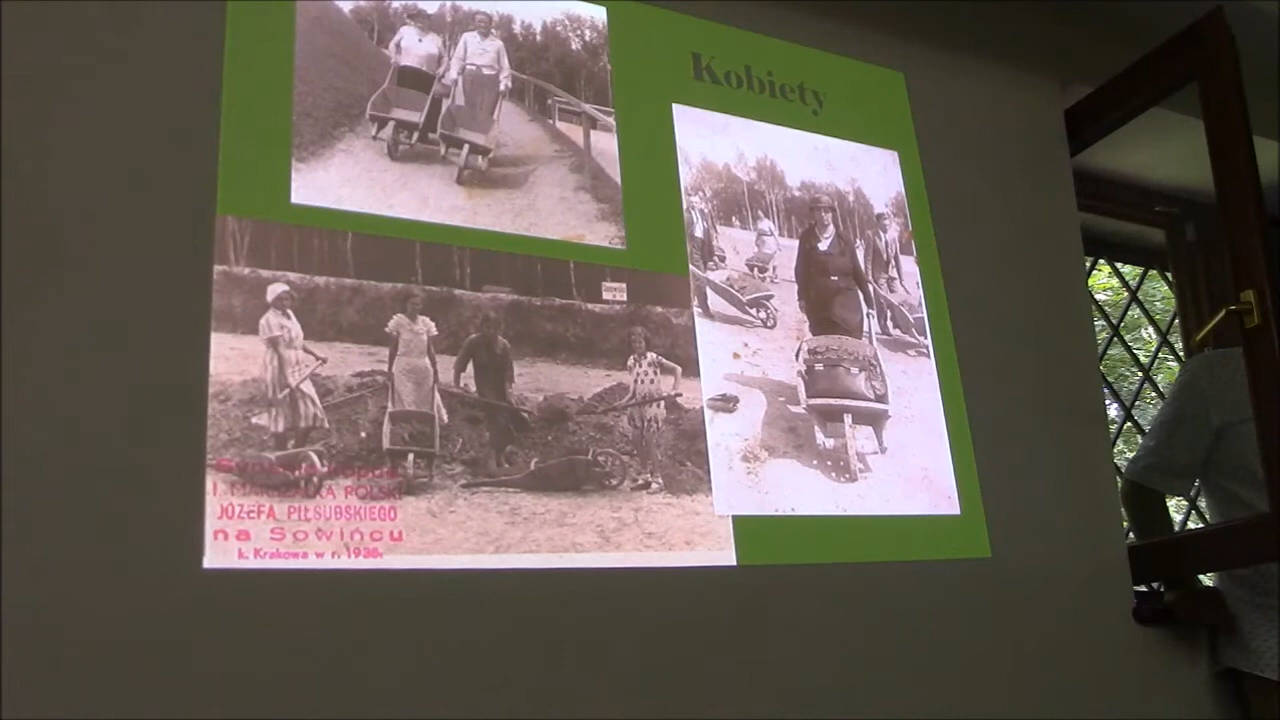 Kobiety
I. MARSZAŁKA POLSKI
JÓZEFA PIŁSUDSKIEGO
na Sowińcu
k. Krakowa w r. 1936.